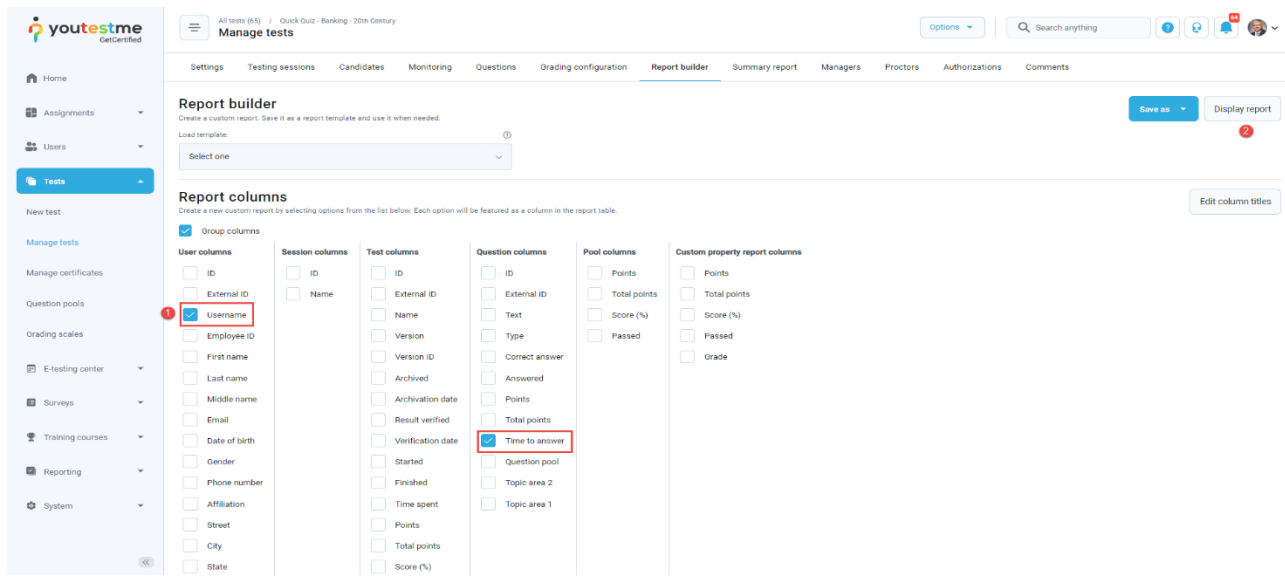 youtestme
GetCertified
All tests (65) / Quick Quiz - Banking - 20th Century
Manage tests
Options
Search anything
?
64
Home
Assignments
Users
Tests
New test
Manage tests
Manage certificates
Question pools
Grading scales
E-testing center
Surveys
Training courses
Reporting
System
Settings Testing sessions Candidates Monitoring Questions Grading configuration Report builder Summary report Managers Proctors Authorizations Comments
Report builder
Create a custom report. Save it as a report template and use it when needed.
Save as
Display report
2
Load template:
?
Select one
Report columns
Create a new custom report by selecting options from the list below. Each option will be featured as a column in the report table.
Edit column titles
Group columns
User columns
ID
External ID
1
Username
Employee ID
First name
Last name
Middle name
Email
Date of birth
Gender
Phone number
Affiliation
Street
City
State
Session columns
ID
Name
Test columns
ID
External ID
Name
Version
Version ID
Archived
Archivation date
Result verified
Verification date
Started
Finished
Time spent
Points
Total points
Score (%)
Question columns
ID
External ID
Text
Type
Correct answer
Answered
Points
Total points
Time to answer
Question pool
Topic area 2
Topic area 1
Pool columns
Points
Total points
Score (%)
Passed
Custom property report columns
Points
Total points
Score (%)
Passed
Grade